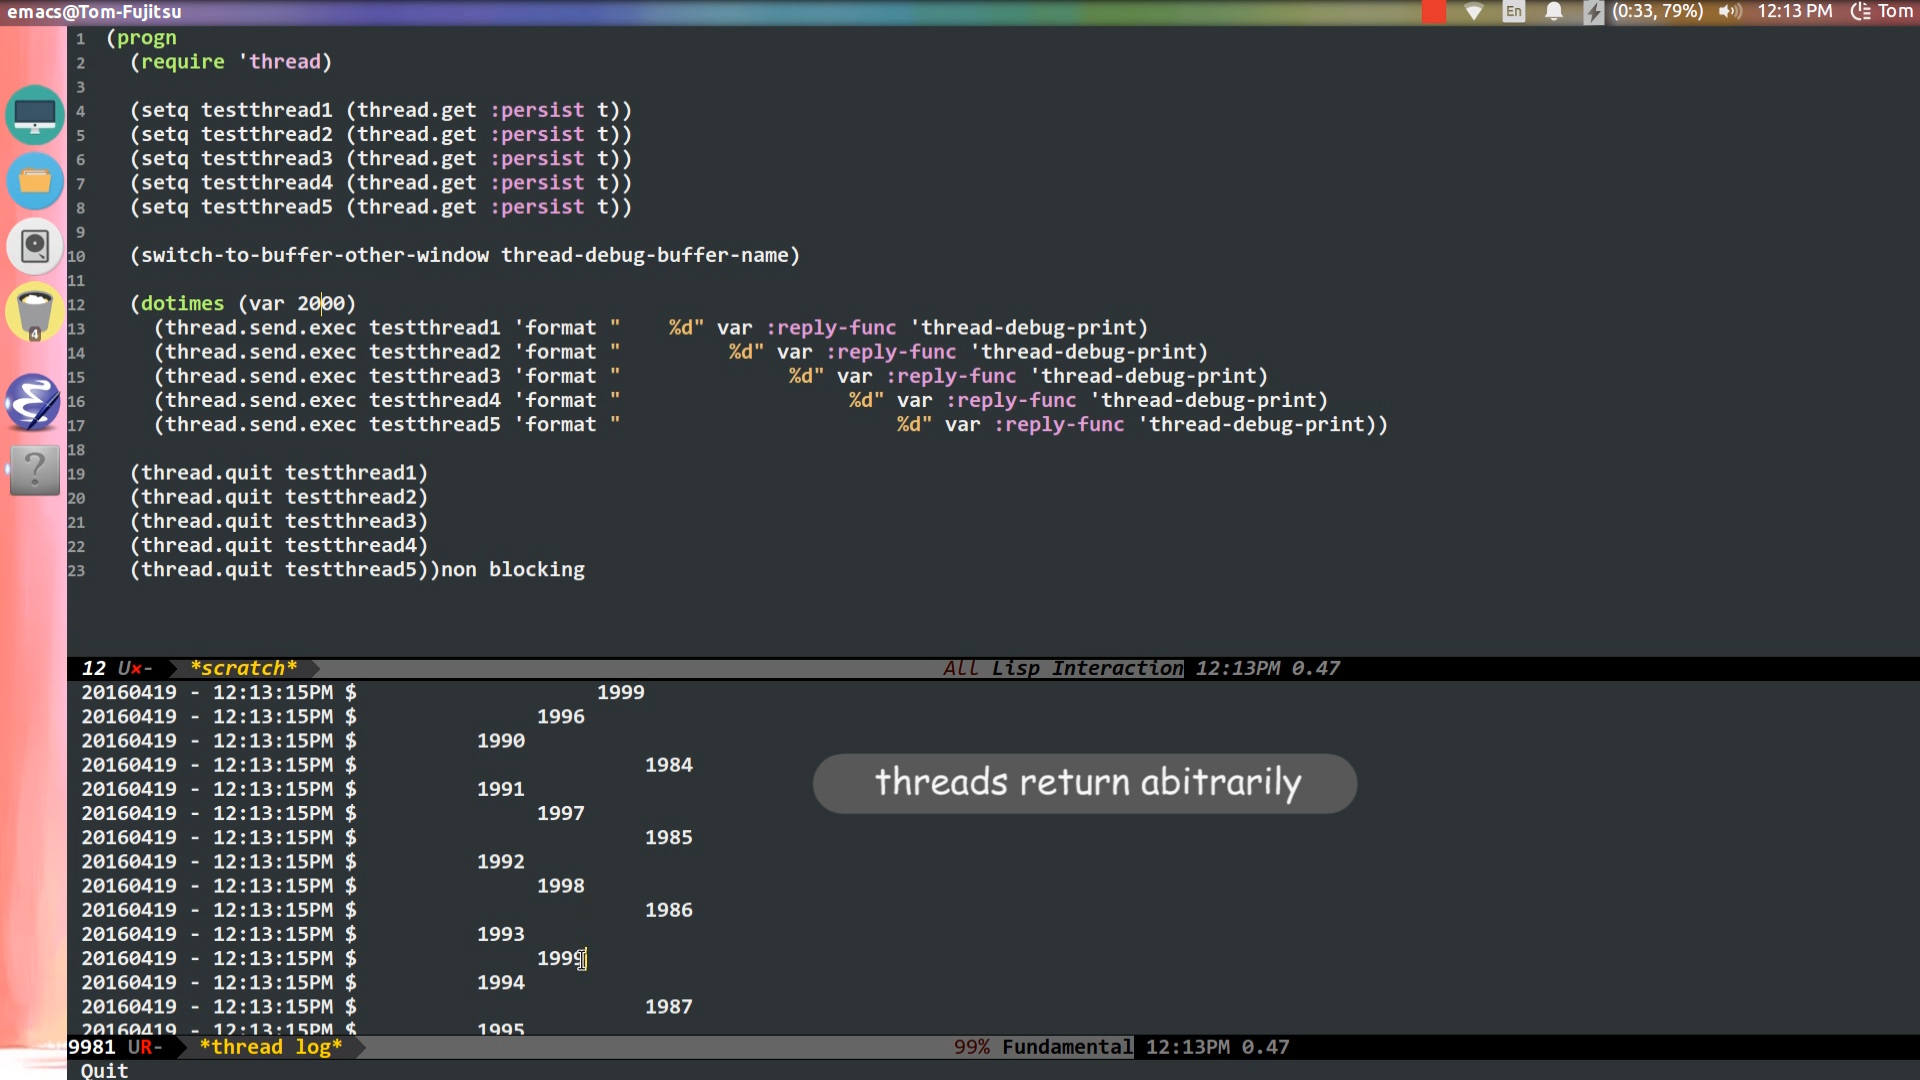 emacs@Tom-Fujitsu En (0:33, 79%) 12:13 PM Tom
1 (progn
2 (require 'thread)
3
4 (setq testthread1 (thread.get :persist t))
5 (setq testthread2 (thread.get :persist t))
6 (setq testthread3 (thread.get :persist t))
7 (setq testthread4 (thread.get :persist t))
8 (setq testthread5 (thread.get :persist t))
9
10 (switch-to-buffer-other-window thread-debug-buffer-name)
11
12 (dotimes (var 2000)
13 (thread.send.exec testthread1 'format " %d" var :reply-func 'thread-debug-print)
14 (thread.send.exec testthread2 'format " %d" var :reply-func 'thread-debug-print)
15 (thread.send.exec testthread3 'format " %d" var :reply-func 'thread-debug-print)
16 (thread.send.exec testthread4 'format " %d" var :reply-func 'thread-debug-print)
17 (thread.send.exec testthread5 'format " %d" var :reply-func 'thread-debug-print))
18
19 (thread.quit testthread1)
20 (thread.quit testthread2)
21 (thread.quit testthread3)
22 (thread.quit testthread4)
23 (thread.quit testthread5))non blocking
4
?
12 U×- *scratch* All Lisp Interaction 12:13PM 0.47
20160419 - 12:13:15PM $ 1999
20160419 - 12:13:15PM $ 1996
20160419 - 12:13:15PM $ 1990
20160419 - 12:13:15PM $ 1984
threads return abitrarily
20160419 - 12:13:15PM $ 1991
20160419 - 12:13:15PM $ 1997
20160419 - 12:13:15PM $ 1985
20160419 - 12:13:15PM $ 1992
20160419 - 12:13:15PM $ 1998
20160419 - 12:13:15PM $ 1986
20160419 - 12:13:15PM $ 1993
20160419 - 12:13:15PM $ 1999
20160419 - 12:13:15PM $ 1994
20160419 - 12:13:15PM $ 1987
20160419 - 12:13:15PM $ 1995
9981 UR- *thread log* 99% Fundamental 12:13PM 0.47
Quit